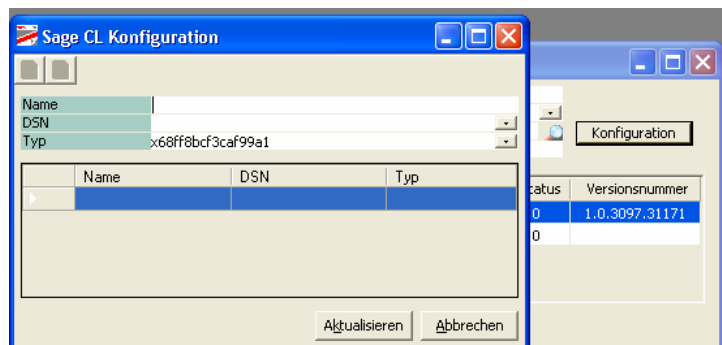 Sage CL Konfiguration
Name
DSN
Typ x68ff8bcf3caf99a1
Name DSN Typ
Aktualisieren Abbrechen
Konfiguration
tatus Versionsnummer
0 1.0.3097.31171
0